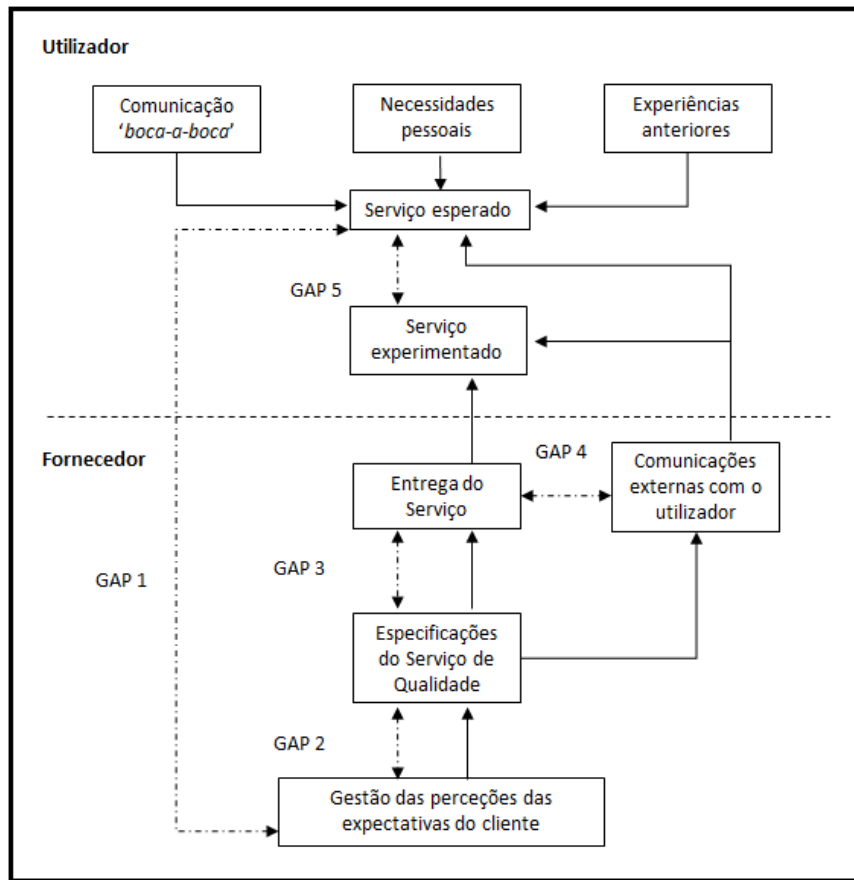 Utilizador
Comunicação
‘boca-a-boca’
Necessidades
pessoais
Experiências
anteriores
Serviço esperado
GAP 5
Serviço
experimentado
Fornecedor
GAP 4
Comunicações
externas com o
utilizador
Entrega do
Serviço
GAP 1
GAP 3
Especificações
do Serviço de
Qualidade
GAP 2
Gestão das perceções das
expectativas do cliente